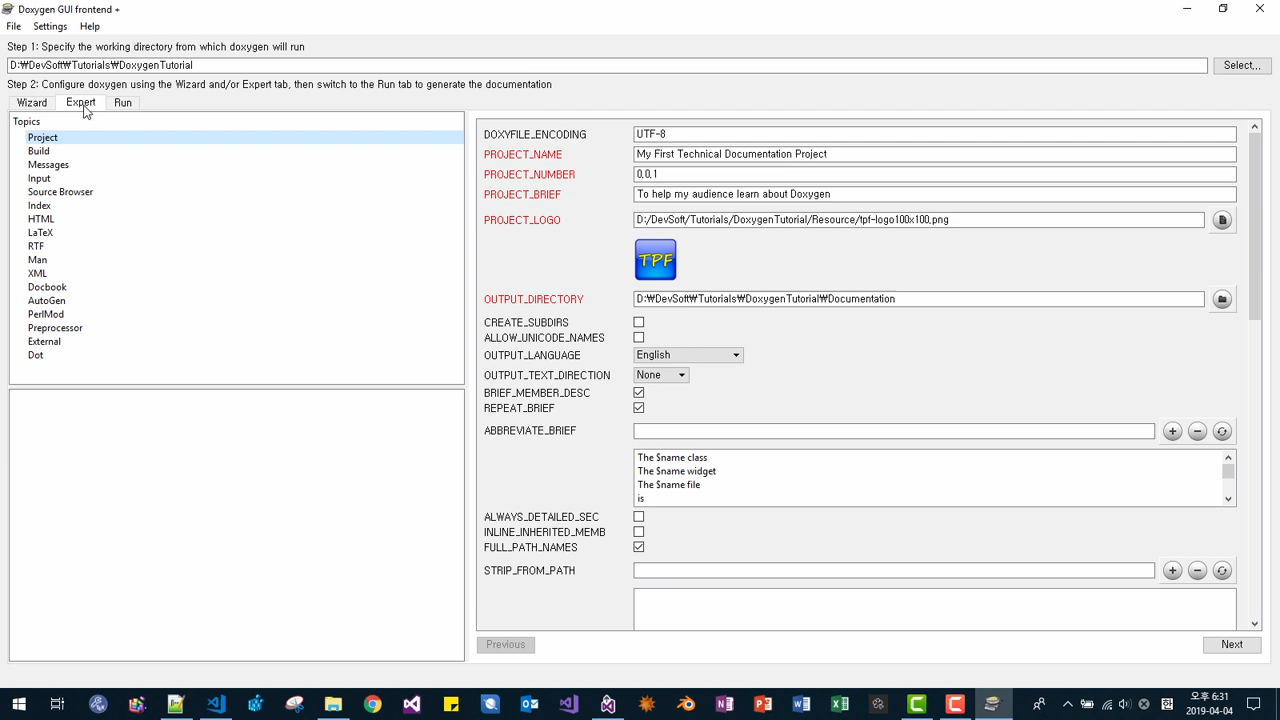 Doxygen GUI frontend +
File Settings Help
Step 1: Specify the working directory from which doxygen will run
D:₩DevSoft₩Tutorials₩DoxygenTutorial
Select...
Step 2: Configure doxygen using the Wizard and/or Expert tab, then switch to the Run tab to generate the documentation
Wizard Expert Run
Topics
Project
Build
Messages
Input
Source Browser
Index
HTML
LaTeX
RTF
Man
XML
Docbook
AutoGen
PerlMod
Preprocessor
External
Dot
DOXYFILE_ENCODING UTF-8
PROJECT_NAME My First Technical Documentation Project
PROJECT_NUMBER 0.0.1
PROJECT_BRIEF To help my audience learn about Doxygen
PROJECT_LOGO D:/DevSoft/Tutorials/DoxygenTutorial/Resource/tpf-logo100x100.png
TPF
OUTPUT_DIRECTORY D:₩DevSoft₩Tutorials₩DoxygenTutorial₩Documentation
CREATE_SUBDIRS
ALLOW_UNICODE_NAMES
OUTPUT_LANGUAGE English
OUTPUT_TEXT_DIRECTION None
BRIEF_MEMBER_DESC
REPEAT_BRIEF
ABBREVIATE_BRIEF
The $name class
The $name widget
The $name file
is
ALWAYS_DETAILED_SEC
INLINE_INHERITED_MEMB
FULL_PATH_NAMES
STRIP_FROM_PATH
Previous Next
오후 6:31
2019-04-04